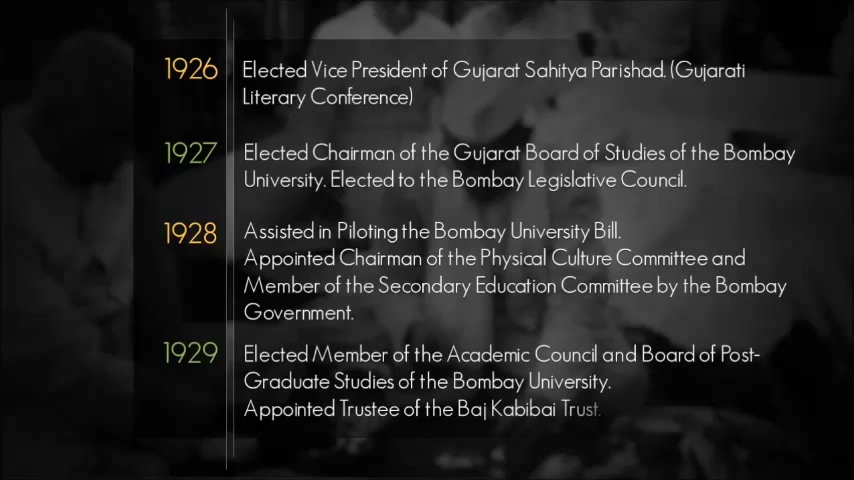 1926 Elected Vice President of Gujarat Sahitya Parishad. (Gujarati
Literary Conference)
1927 Elected Chairman of the Gujarat Board of Studies of the Bombay
University. Elected to the Bombay Legislative Council.
1928 Assisted in Piloting the Bombay University Bill.
Appointed Chairman of the Physical Culture Committee and
Member of the Secondary Education Committee by the Bombay
Government.
1929 Elected Member of the Academic Council and Board of Post-
Graduate Studies of the Bombay University.
Appointed Trustee of the Baj Kabibai Trust.